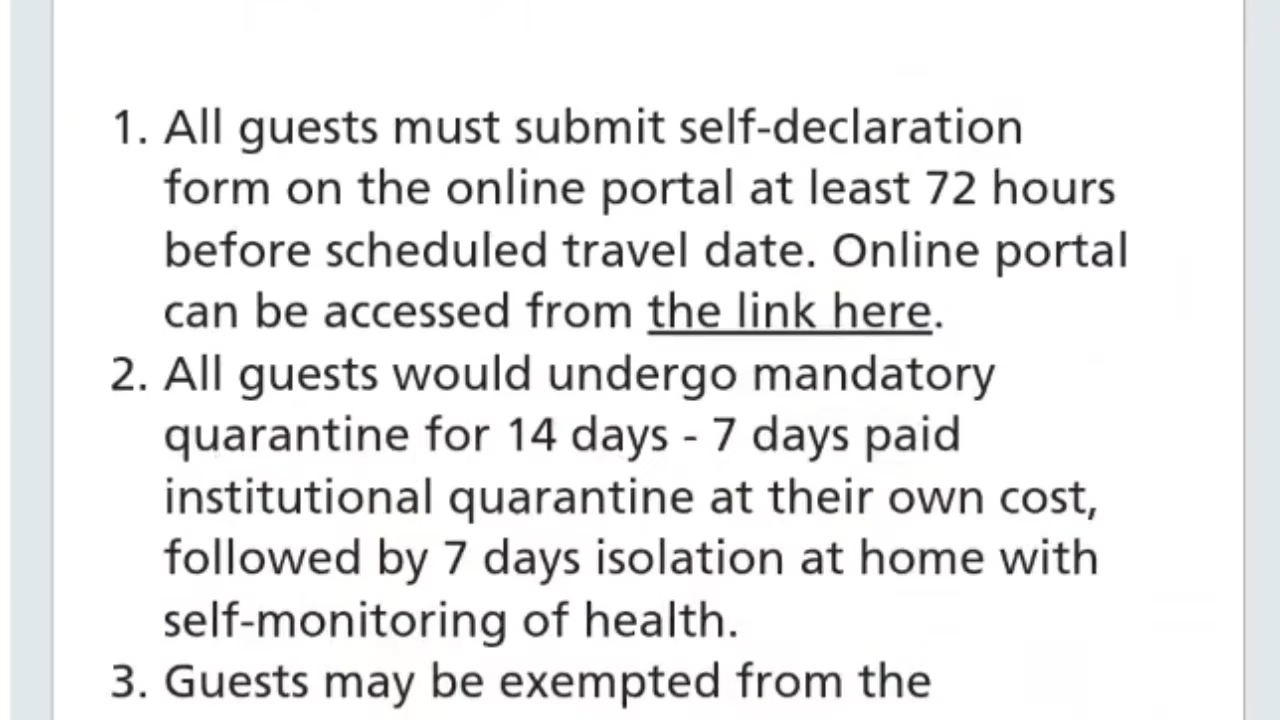 1. All guests must submit self-declaration
form on the online portal at least 72 hours
before scheduled travel date. Online portal
can be accessed from the link here.
2. All guests would undergo mandatory
quarantine for 14 days - 7 days paid
institutional quarantine at their own cost,
followed by 7 days isolation at home with
self-monitoring of health.
3. Guests may be exempted from the